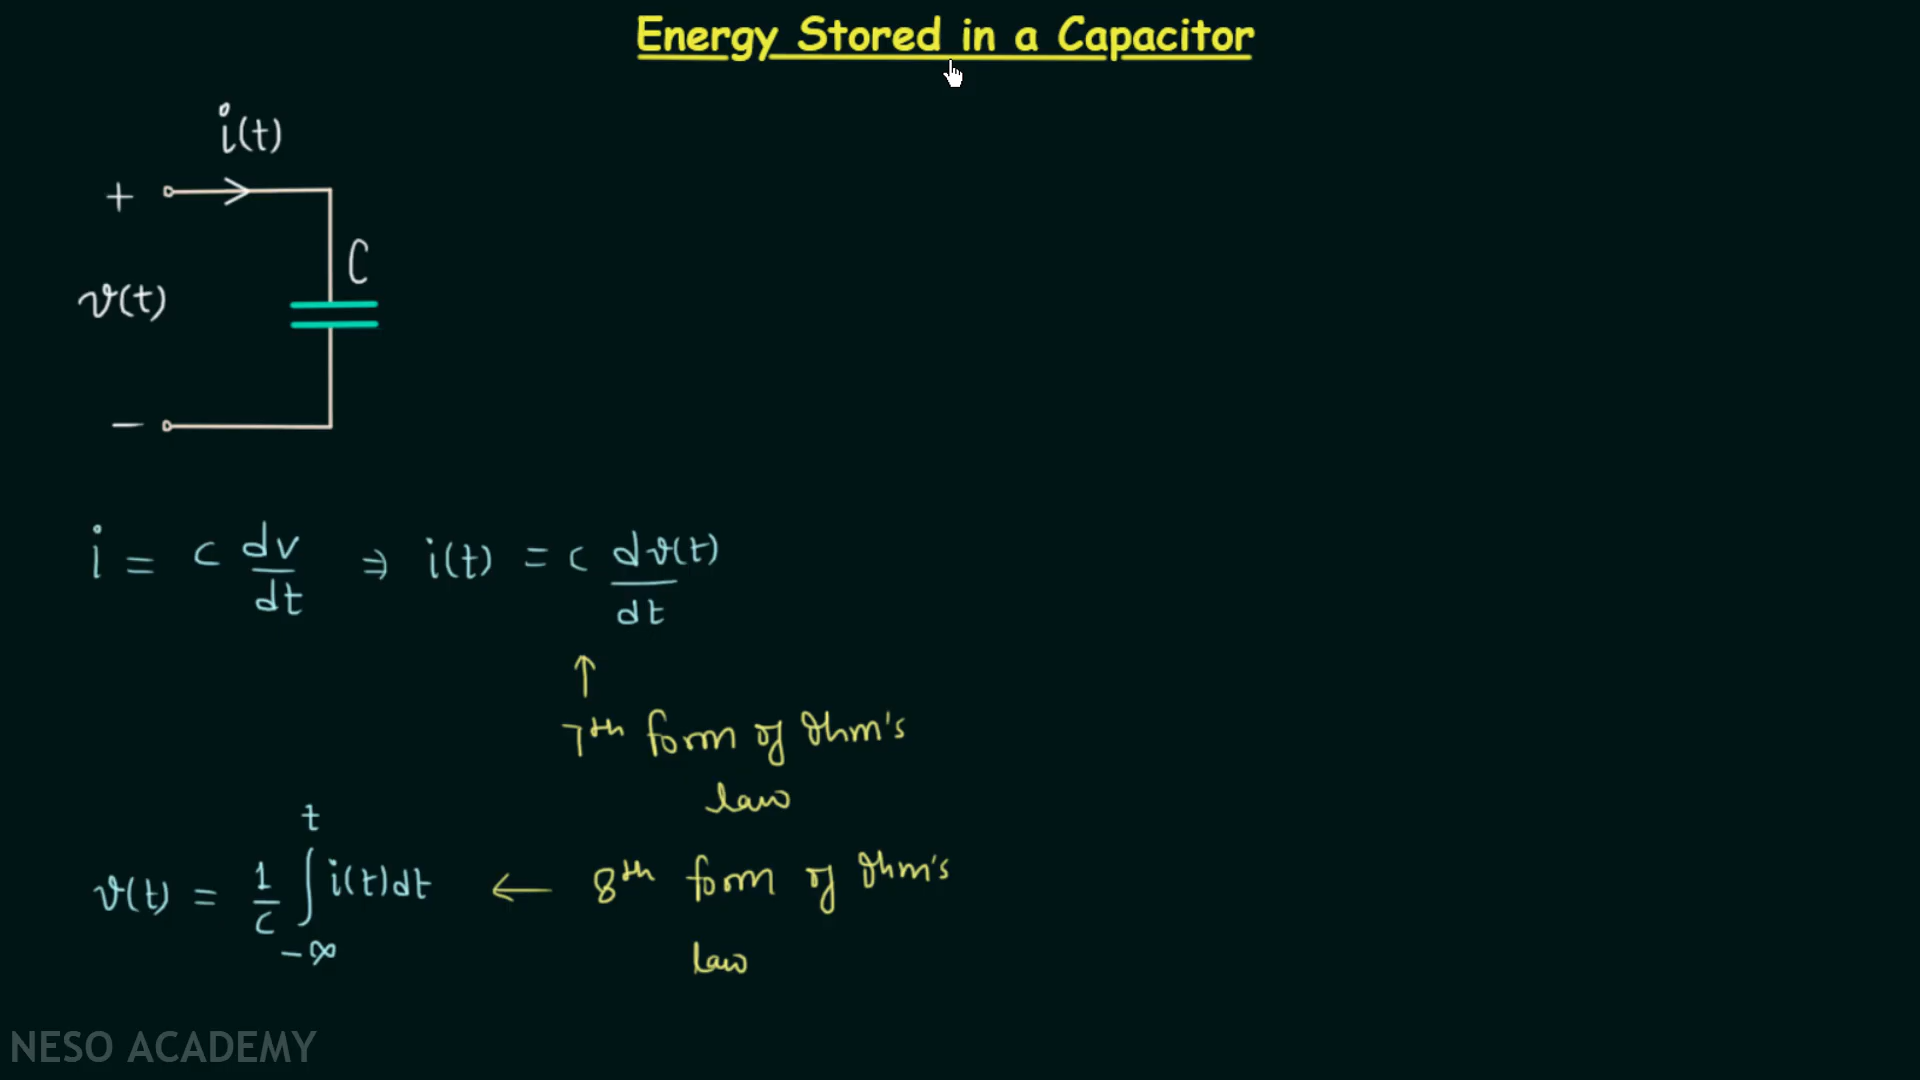 Energy Stored in a Capacitor
i(t)
+
C
v(t)
−
i = c dv/dt ⇒ i(t) = c dv(t)/dt
↑
7th form of Ohm's
law
v(t) = 1/c ∫_{-∞}^{t} i(t)dt ← 8th form of Ohm's
law
NESO ACADEMY